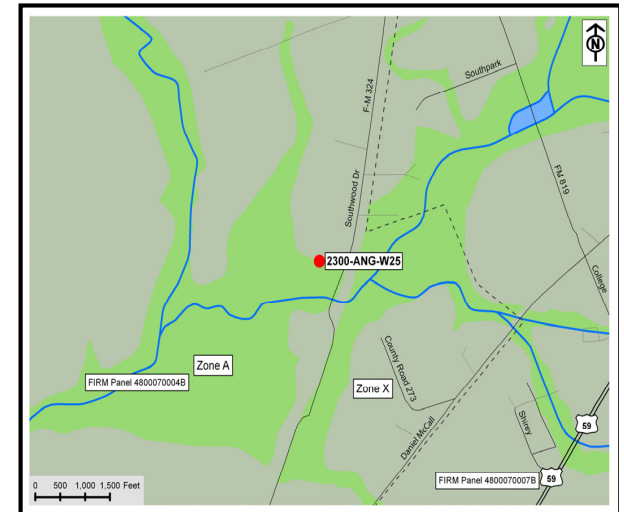 N
Southpark
F-M 324
FM 819
Southwood Dr
2300-ANG-W25
College
Zone A
FIRM Panel 4800070004B
County Road 273
Zone X
Daniel McCall
Shirey
59
59
FIRM Panel 4800070007B
0 500 1,000 1,500 Feet